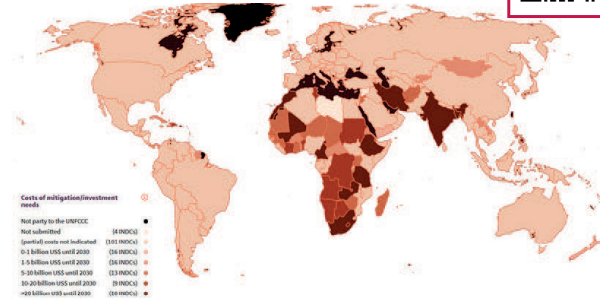 Costs of mitigation/investment
needs
Not party to the UNFCCC
Not submitted (4 INDCs)
(partial) costs not indicated (101 INDCs)
0-1 billion US$ until 2030 (16 INDCs)
1-5 billion US$ until 2030 (16 INDCs)
5-10 billion US$ until 2030 (13 INDCs)
10-20 billion US$ until 2030 (9 INDCs)
>20 billion US$ until 2030 (10 INDCs)